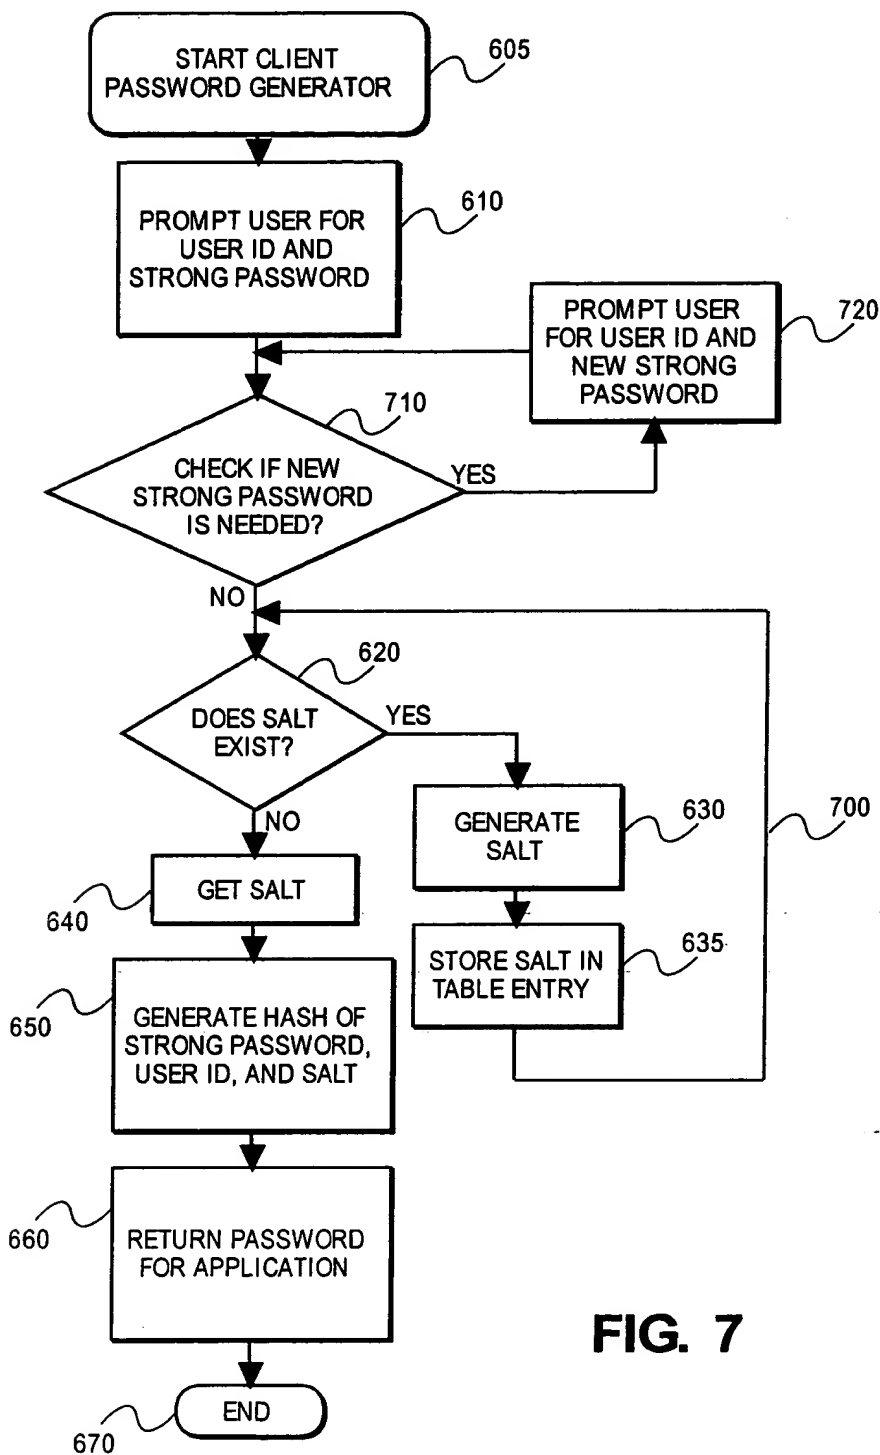 START CLIENT
PASSWORD GENERATOR
605
PROMPT USER FOR
USER ID AND
STRONG PASSWORD
610
PROMPT USER
FOR USER ID AND
NEW STRONG
PASSWORD
720
710
CHECK IF NEW
STRONG PASSWORD
IS NEEDED?
YES
NO
620
DOES SALT
EXIST?
YES
NO
GENERATE
SALT
630
700
GET SALT
640
STORE SALT IN
TABLE ENTRY
635
GENERATE HASH OF
STRONG PASSWORD,
USER ID, AND SALT
650
RETURN PASSWORD
FOR APPLICATION
660
END
670
FIG. 7